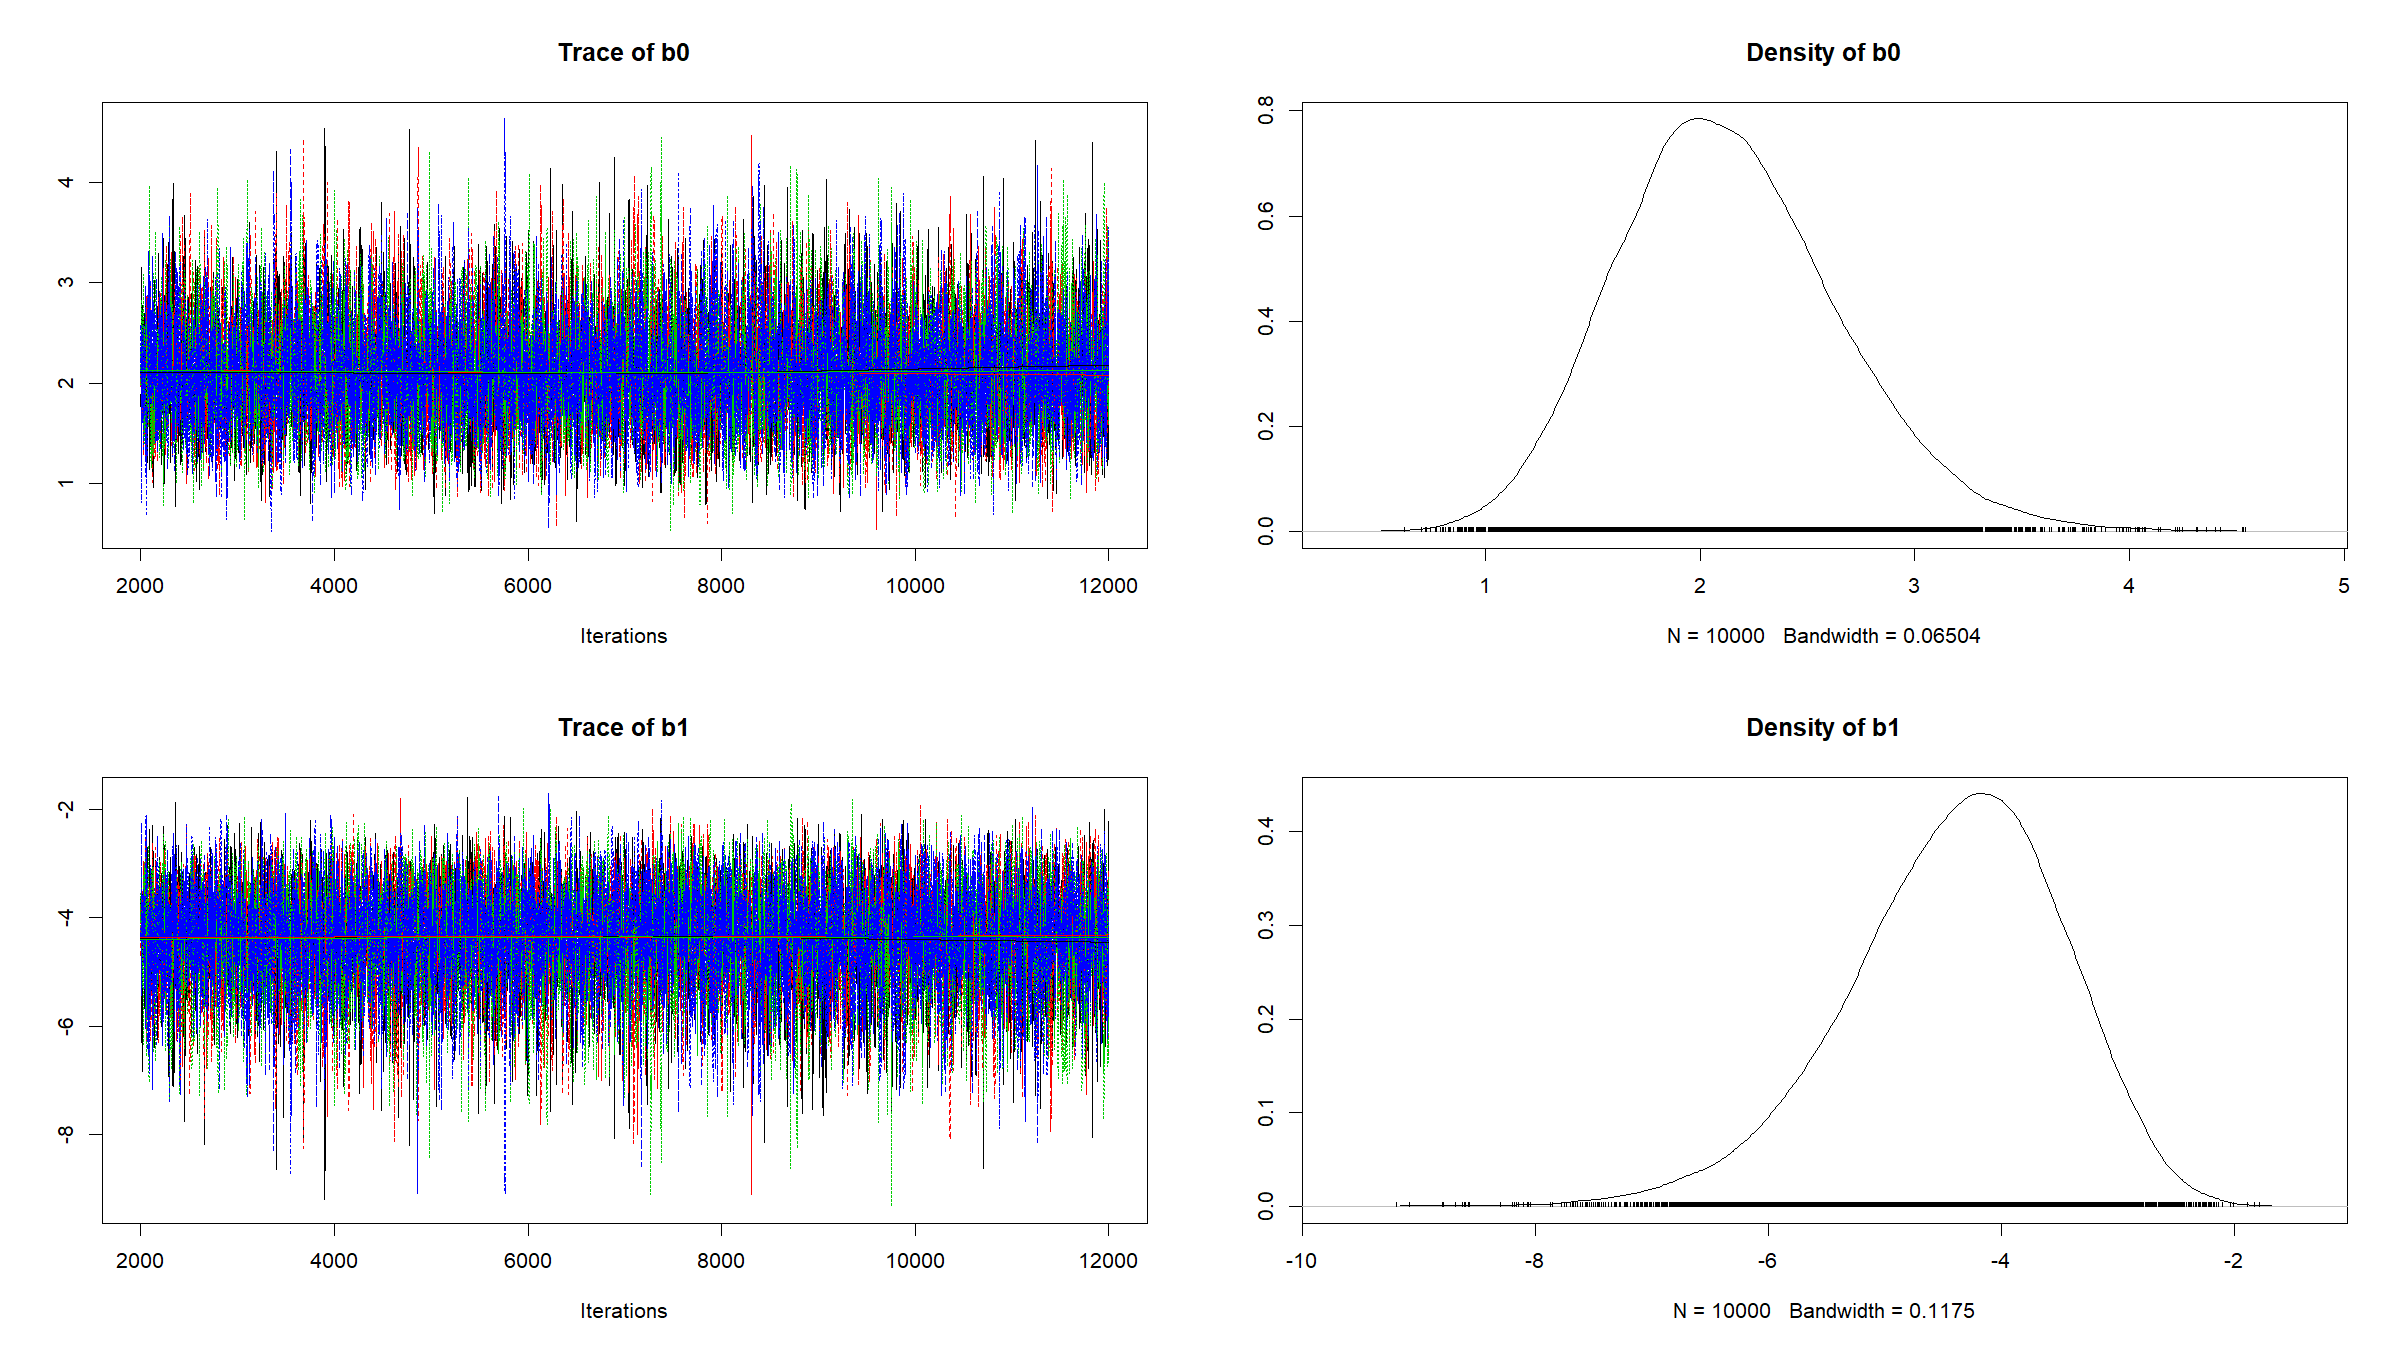 Trace of b0
4
3
2
1
2000 4000 6000 8000 10000 12000
Iterations
Density of b0
0.8
0.6
0.4
0.2
0.0
1 2 3 4 5
N = 10000 Bandwidth = 0.06504
Trace of b1
-2
-4
-6
-8
2000 4000 6000 8000 10000 12000
Iterations
Density of b1
0.4
0.3
0.2
0.1
0.0
-10 -8 -6 -4 -2
N = 10000 Bandwidth = 0.1175